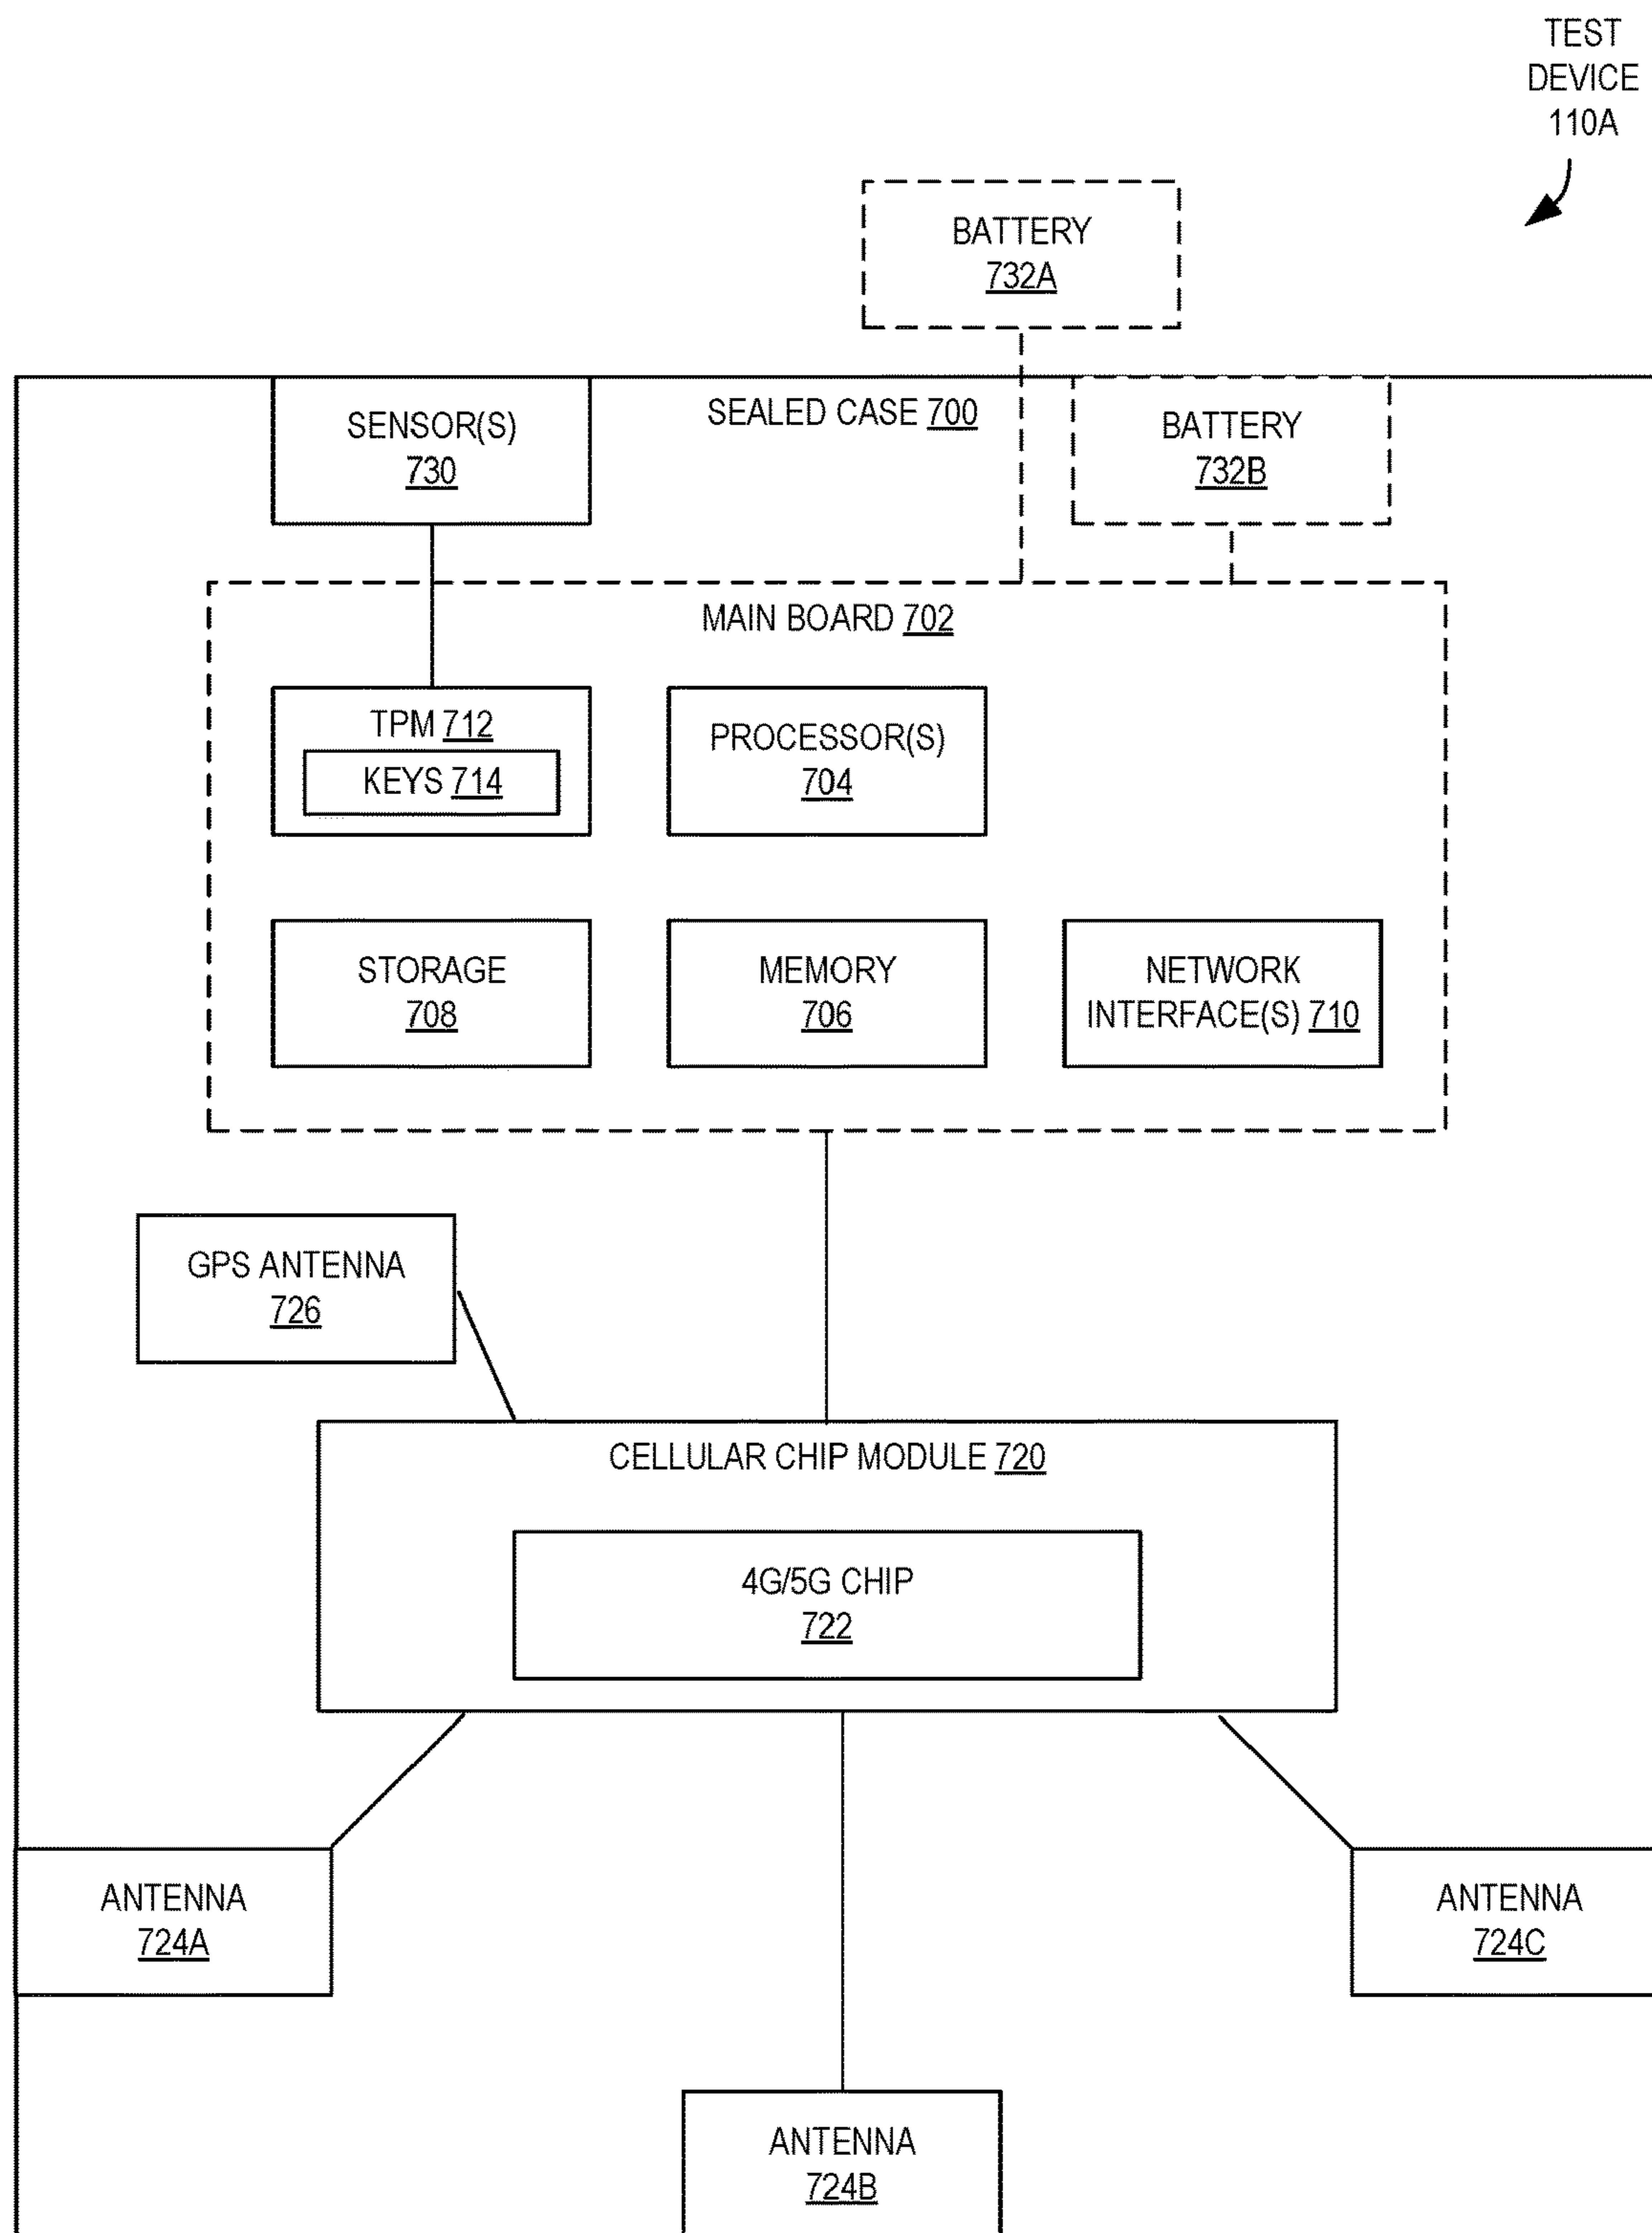 TEST
DEVICE
110A
BATTERY
732A
SENSOR(S)
730
SEALED CASE 700
BATTERY
732B
MAIN BOARD 702
TPM 712
KEYS 714
PROCESSOR(S)
704
STORAGE
708
MEMORY
706
NETWORK
INTERFACE(S) 710
GPS ANTENNA
726
CELLULAR CHIP MODULE 720
4G/5G CHIP
722
ANTENNA
724A
ANTENNA
724C
ANTENNA
724B